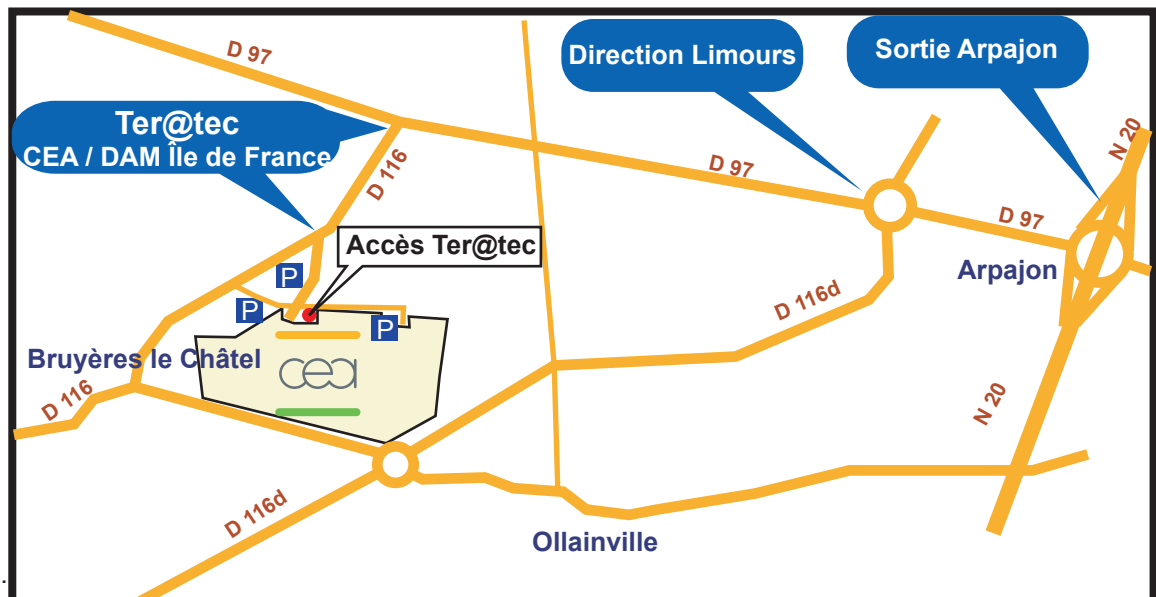 D 97
Direction Limours
Sortie Arpajon
Ter@tec
CEA / DAM Île de France
D 116
N 20
D 97
D 97
Accès Ter@tec
P
Arpajon
P
P
D 116d
Bruyères le Châtel
cea
D 116
N 20
D 116d
Ollainville
.